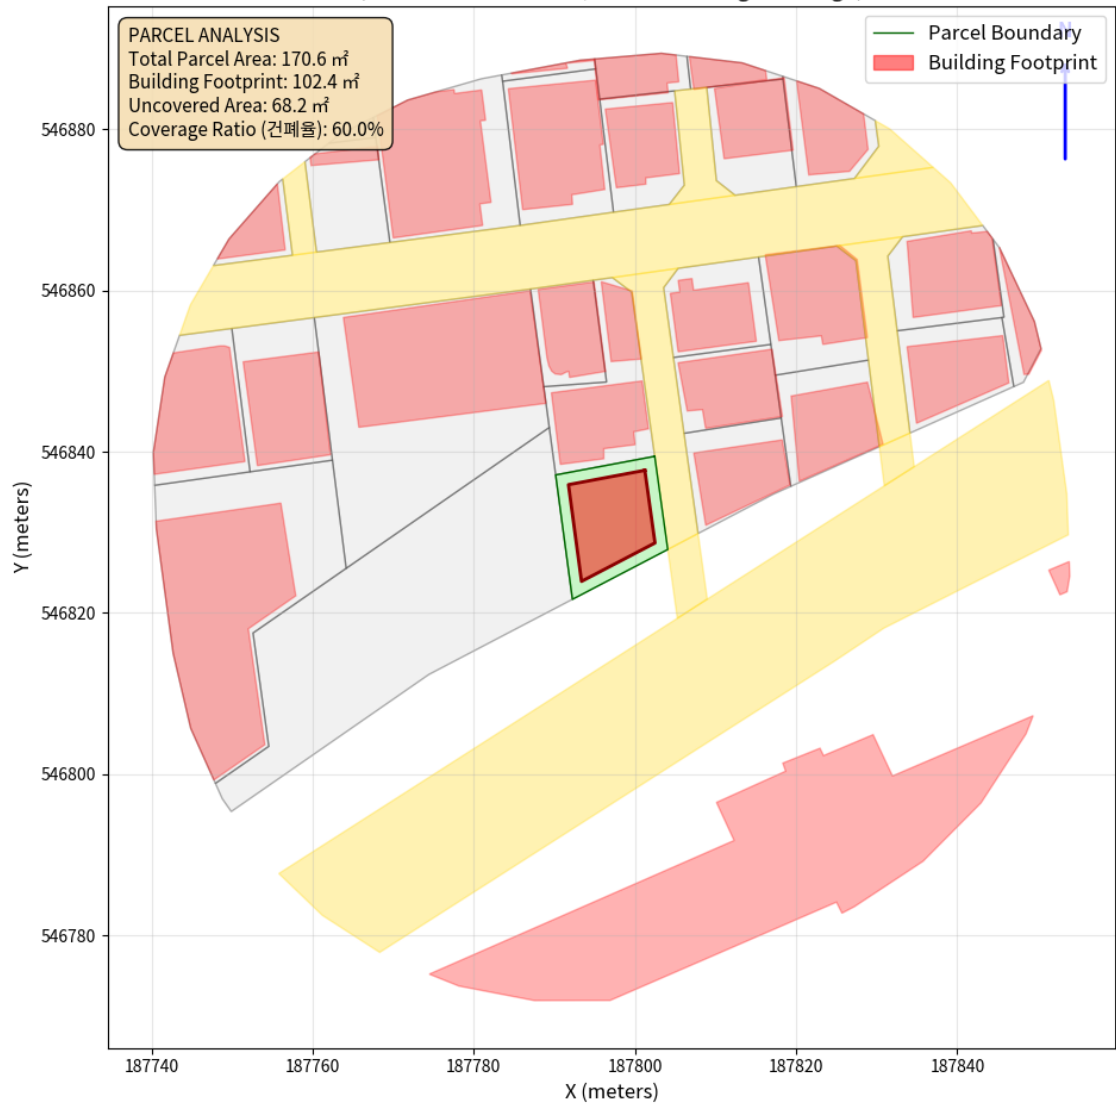 PARCEL ANALYSIS
Total Parcel Area: 170.6 ㎡
Building Footprint: 102.4 ㎡
Uncovered Area: 68.2 ㎡
Coverage Ratio (건폐율): 60.0%
N
Parcel Boundary
Building Footprint
546880
546860
546840
546820
546800
546780
Y (meters)
187740 187760 187780 187800 187820 187840
X (meters)